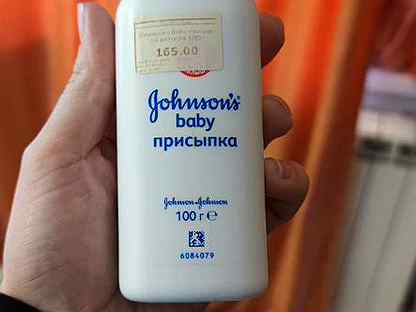 165.00
Johnson's®
baby
присыпка
Johnson & Johnson
100 г ℮
6084079